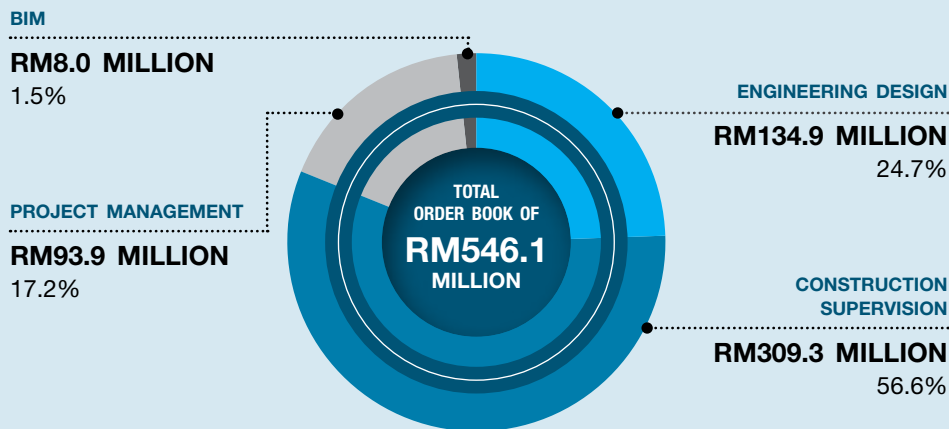 BIM
RM8.0 MILLION
1.5%
PROJECT MANAGEMENT
RM93.9 MILLION
17.2%
TOTAL
ORDER BOOK OF
RM546.1
MILLION
ENGINEERING DESIGN
RM134.9 MILLION
24.7%
CONSTRUCTION
SUPERVISION
RM309.3 MILLION
56.6%